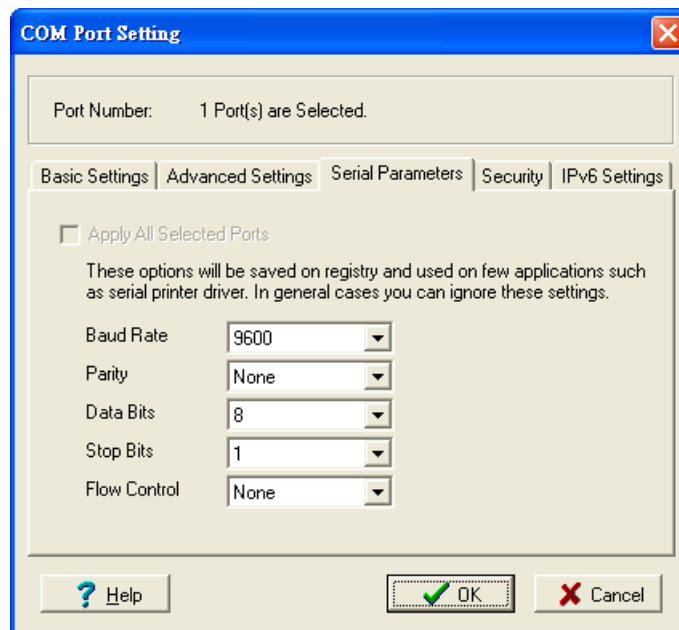 COM Port Setting
Port Number: 1 Port(s) are Selected.
Basic Settings Advanced Settings Serial Parameters Security IPv6 Settings
Apply All Selected Ports
These options will be saved on registry and used on few applications such
as serial printer driver. In general cases you can ignore these settings.
Baud Rate 9600
Parity None
Data Bits 8
Stop Bits 1
Flow Control None
? Help OK Cancel